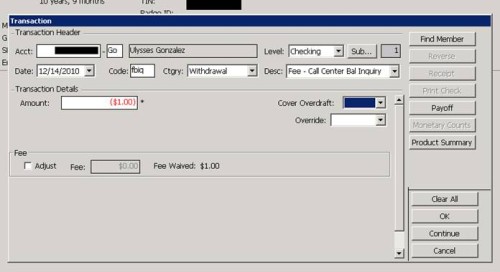 10 years, 9 months TIN:
Badge ID:
Transaction
Transaction Header
Acct: - Go Ulysses Gonzalez Level: Checking Sub... 1
Date: 12/14/2010 Code: fbiq Ctgry: Withdrawal Desc: Fee - Call Center Bal Inquiry
Transaction Details
Amount: ($1.00) * Cover Overdraft:
Override:
Fee
Adjust Fee: $0.00 Fee Waived: $1.00
Find Member
Reverse
Receipt
Print Check
Payoff
Monetary Counts
Product Summary
Clear All
OK
Continue
Cancel